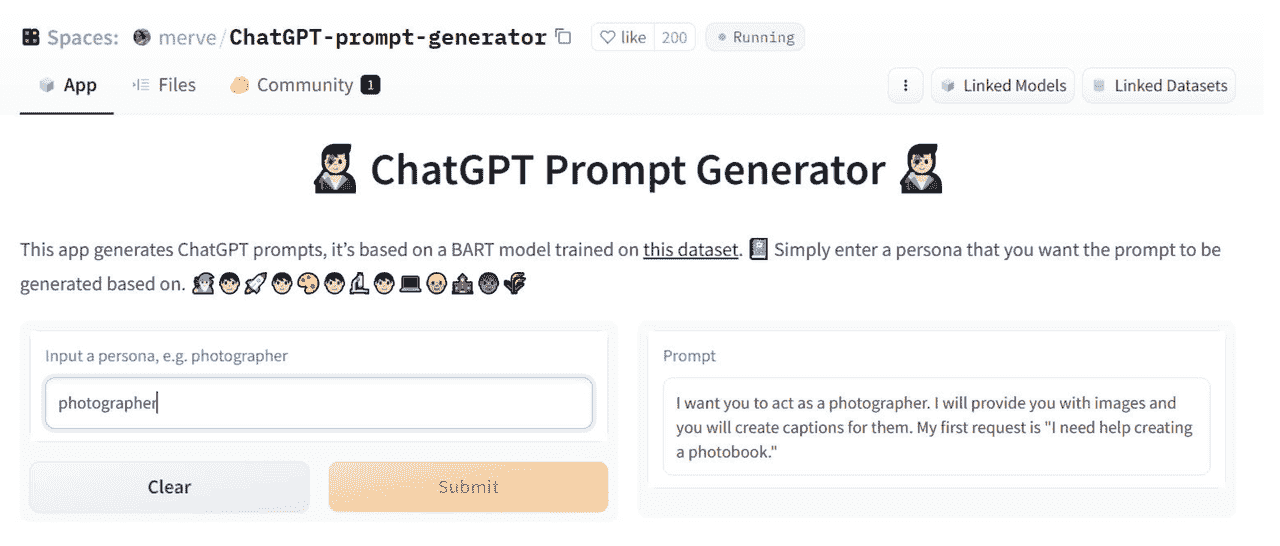 Spaces: merve/ChatGPT-prompt-generator like 200 Running
App Files Community 1 Linked Models Linked Datasets
ChatGPT Prompt Generator
This app generates ChatGPT prompts, it's based on a BART model trained on this dataset. Simply enter a persona that you want the prompt to be
generated based on.
Input a persona, e.g. photographer
photographer
Clear Submit
Prompt
I want you to act as a photographer. I will provide you with images and
you will create captions for them. My first request is "I need help creating
a photobook."